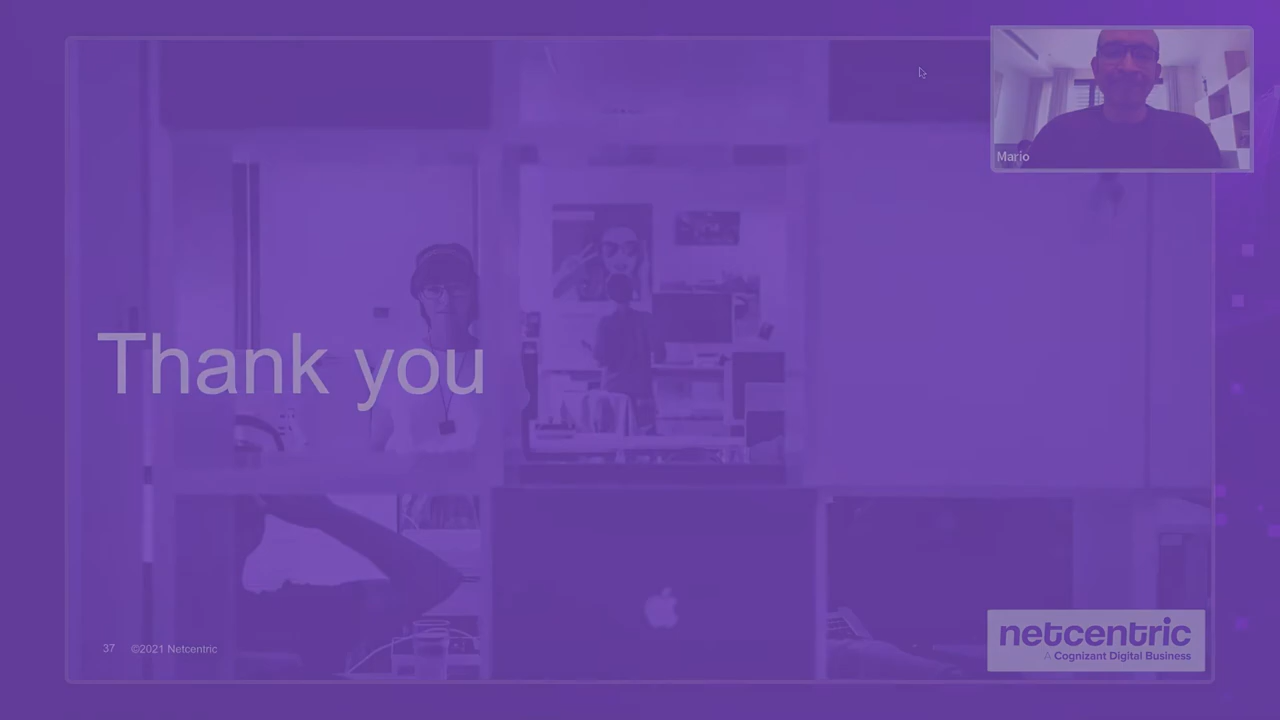 Mario
Thank you
37 ©2021 Netcentric
netcentric
A Cognizant Digital Business